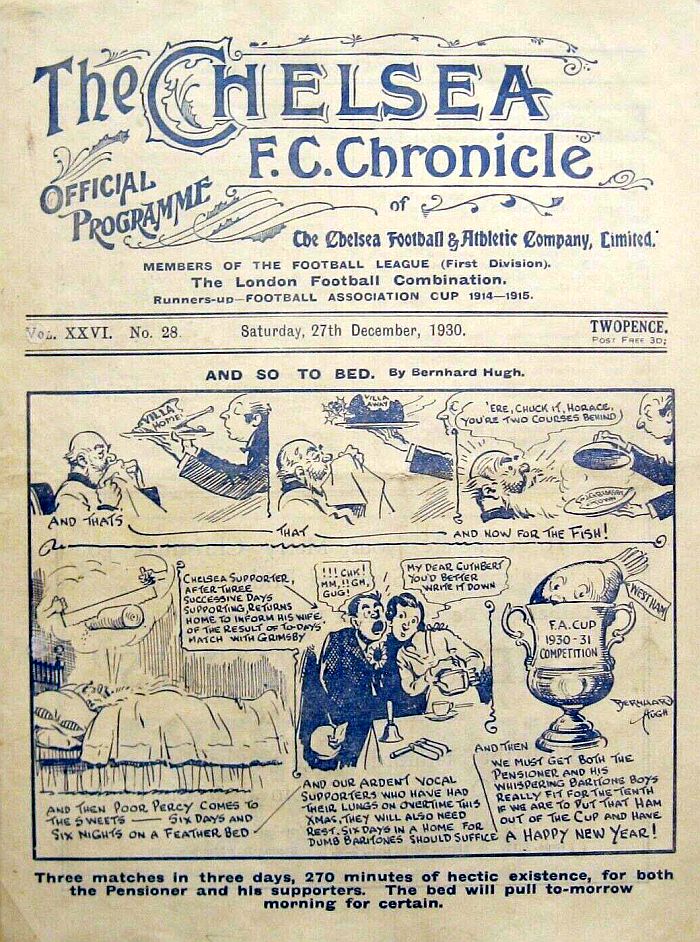 The CHELSEA
F.C. Chronicle
OFFICIAL
PROGRAMME
of
The Chelsea Football & Athletic Company, Limited.
MEMBERS OF THE FOOTBALL LEAGUE (First Division).
The London Football Combination.
Runners-up—FOOTBALL ASSOCIATION CUP 1914—1915.
VOL. XXVI. No. 28.
Saturday, 27th December, 1930.
TWOPENCE.
POST FREE 3D;
AND SO TO BED. By Bernhard Hugh.
VILLA
HOME!
VILLA
AWAY
'ERE, CHUCK IT, HORACE,
YOU'RE TWO COURSES BEHIND
GRIMSBY
TOWN
AND THATS
THAT
AND NOW FOR THE FISH!
CHELSEA SUPPORTER,
AFTER THREE
SUCCESSIVE DAYS
SUPPORTING, RETURNS
HOME TO INFORM HIS WIFE
OF THE RESULT OF TO-DAYS
MATCH WITH GRIMSBY
!!! CHK!
MM, !! GM,
GUG!
MY DEAR CUTHBERT
YOU'D BETTER
WRITE IT DOWN
WEST HAM
F.A. CUP
1930-31
COMPETITION
BERNHARD
HUGH
AND THEN POOR PERCY COMES TO
THE SWEETS — SIX DAYS AND
SIX NIGHTS ON A FEATHER BED
AND OUR ARDENT VOCAL
SUPPORTERS WHO HAVE HAD
THEIR LUNGS ON OVERTIME THIS
XMAS, THEY WILL ALSO NEED
REST. SIX DAYS IN A HOME FOR
DUMB BARITONES SHOULD SUFFICE
AND THEN
WE MUST GET BOTH THE
PENSIONER AND HIS
WHISPERING BARITONE BOYS
REALLY FIT FOR THE TENTH
IF WE ARE TO PUT THAT HAM
OUT OF THE CUP AND HAVE
A HAPPY NEW YEAR!
Three matches in three days, 270 minutes of hectic existence, for both
the Pensioner and his supporters. The bed will pull to-morrow
morning for certain.